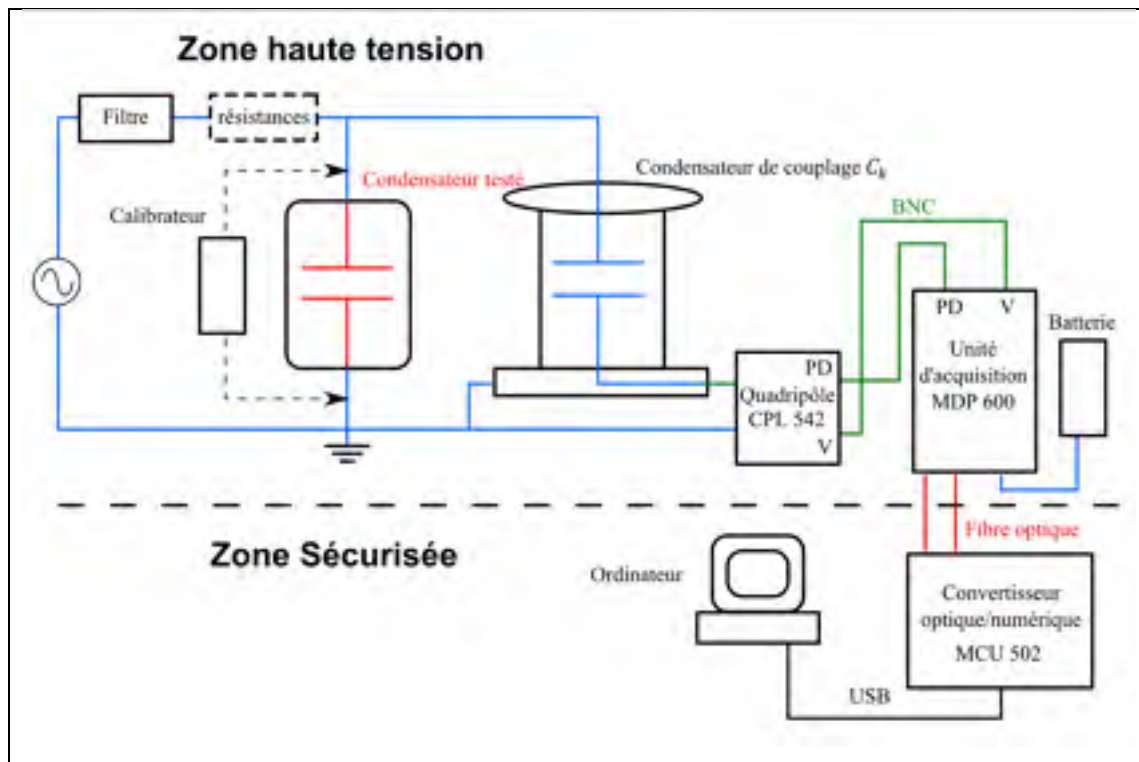 Zone haute tension
Filtre
résistances
Condensateur de couplage C_k
Condensateur testé
Calibrateur
BNC
PD V
Batterie
Unité
d'acquisition
MDP 600
PD
Quadripôle
CPL 542
V
Zone Sécurisée
Fibre optique
Ordinateur
Convertisseur
optique/numérique
MCU 502
USB